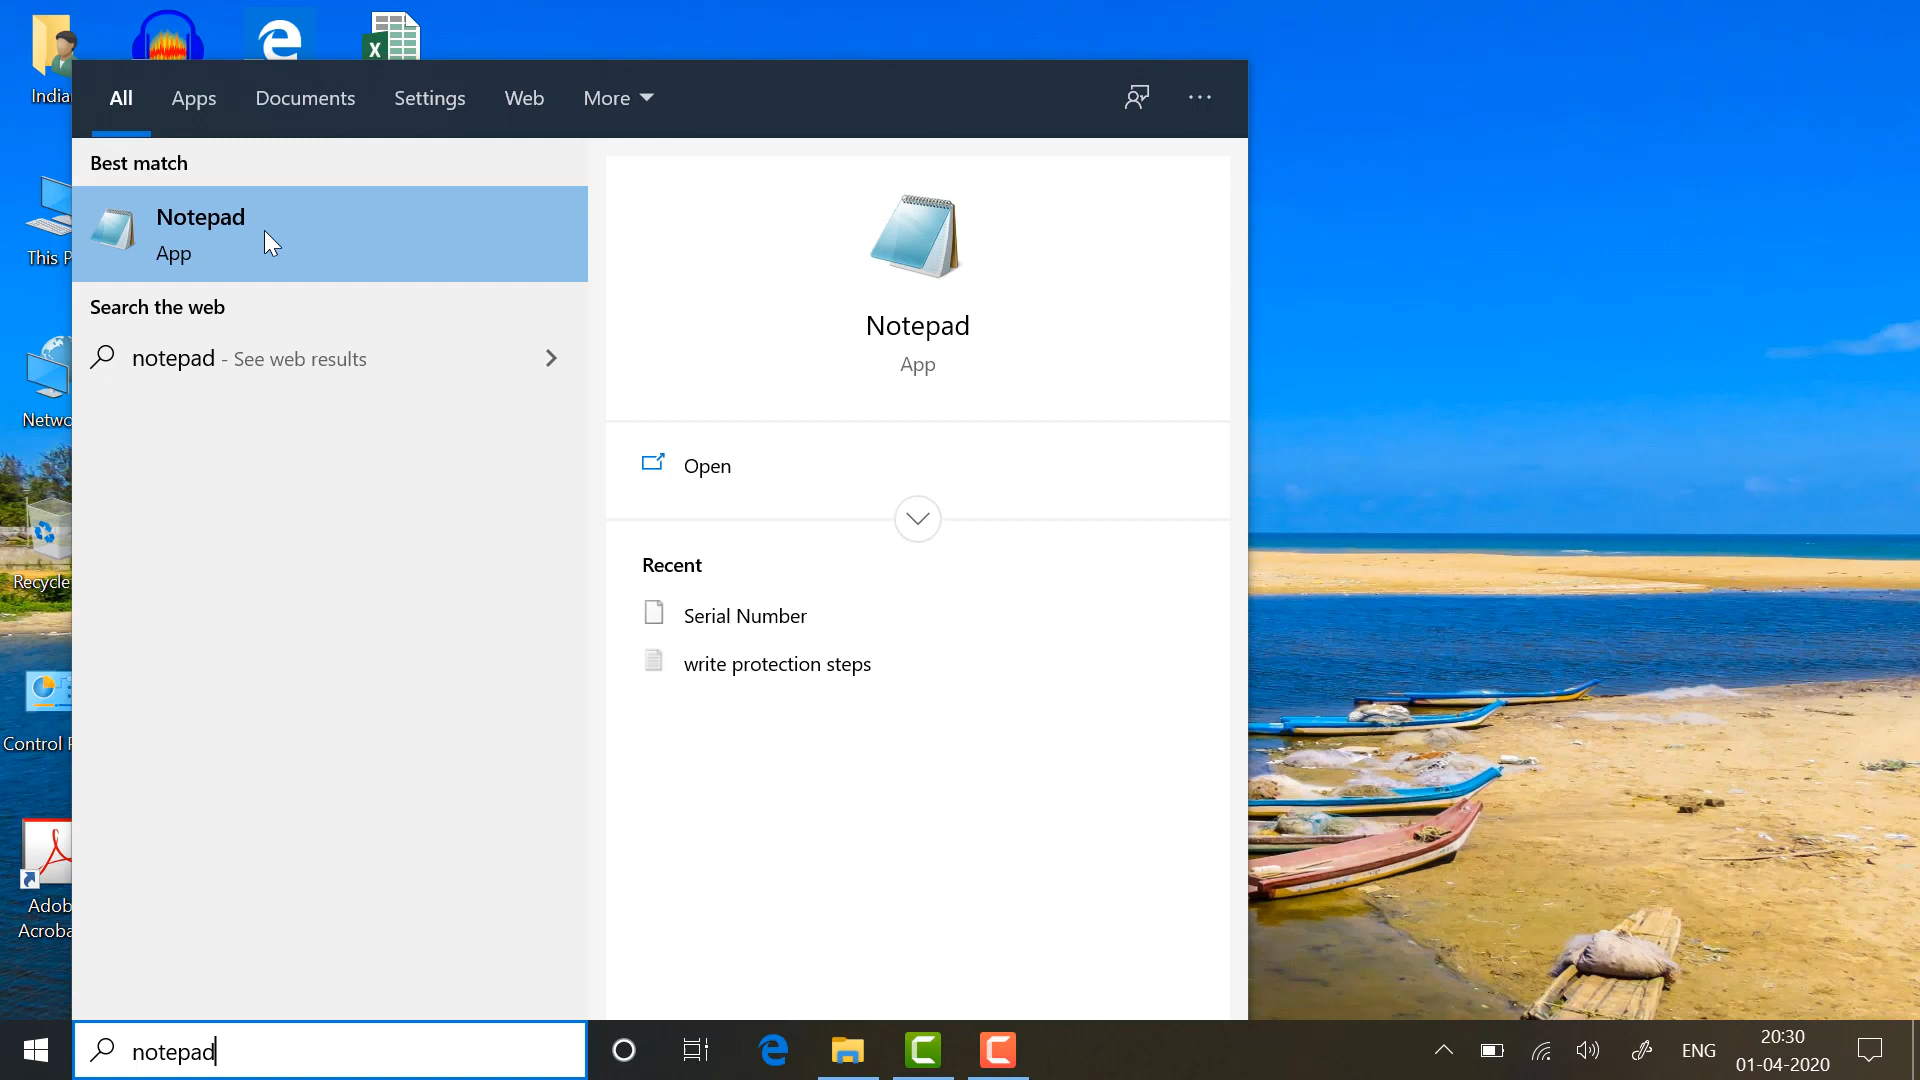 India
All Apps Documents Settings Web More
Best match
Notepad
App
Search the web
notepad - See web results
Notepad
App
Open
Recent
Serial Number
write protection steps
This P
Netwo
Recycle
Control P
Adob
Acroba
notepad
ENG
20:30
01-04-2020